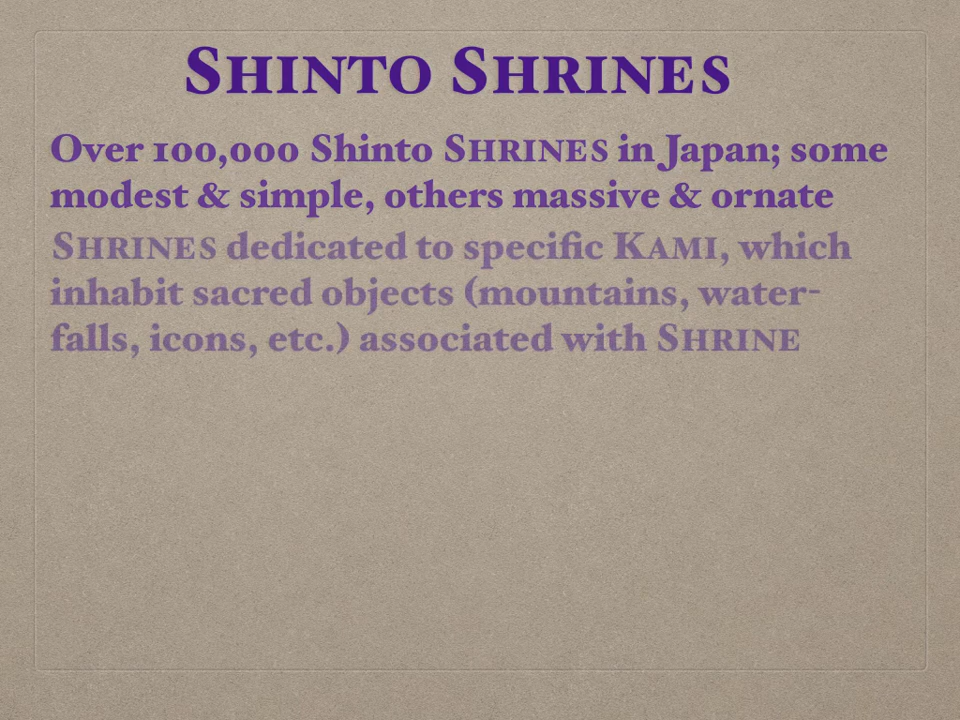 Shinto Shrines
Over 100,000 Shinto Shrines in Japan; some
modest & simple, others massive & ornate
Shrines dedicated to specific Kami, which
inhabit sacred objects (mountains, water-
falls, icons, etc.) associated with Shrine